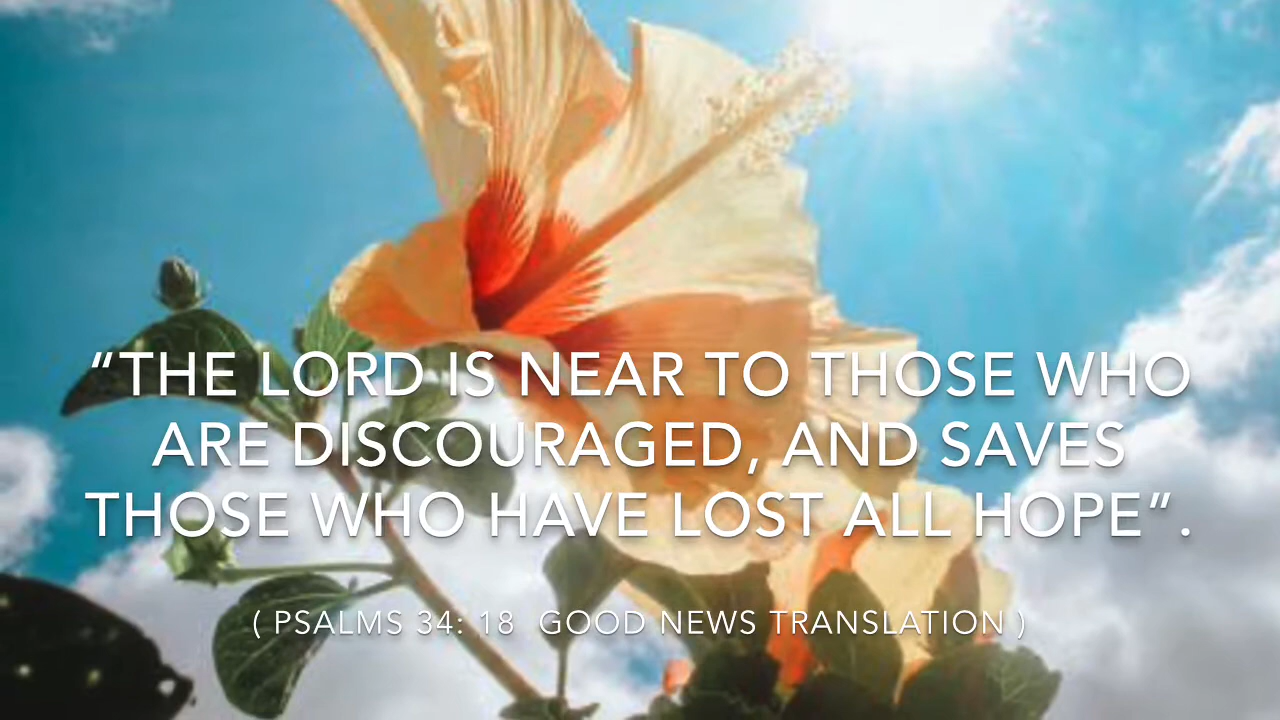 “THE LORD IS NEAR TO THOSE WHO
ARE DISCOURAGED, AND SAVES
THOSE WHO HAVE LOST ALL HOPE”.
( PSALMS 34: 18  GOOD NEWS TRANSLATION )